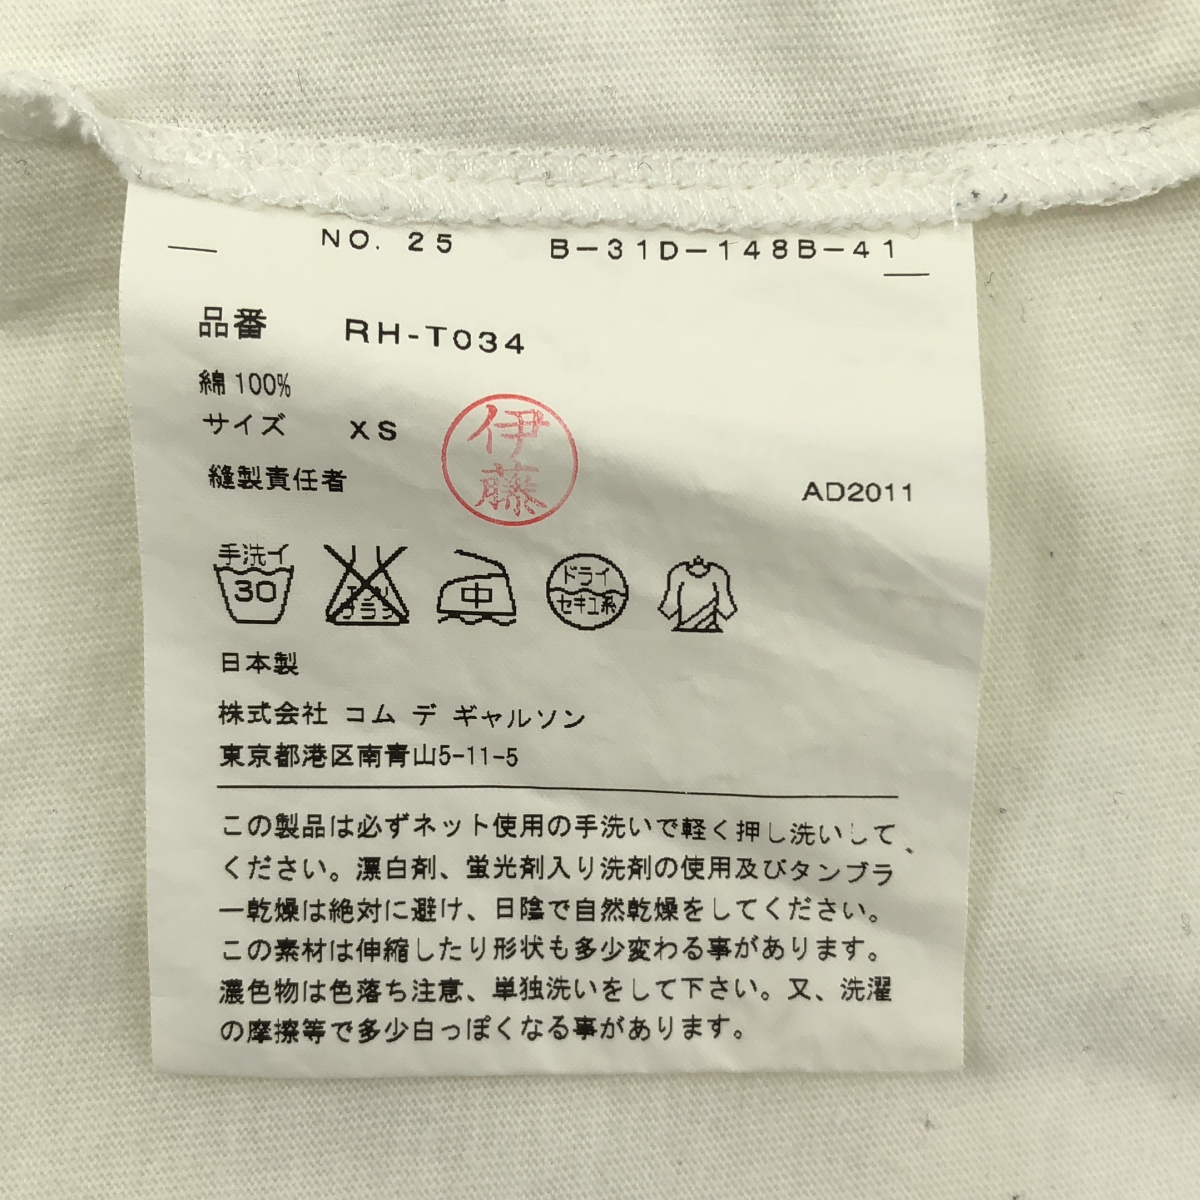 NO. 25 B-31D-148B-41
品番 RH-T034
綿 100%
サイズ XS
伊藤
縫製責任者
AD2011
手洗イ
30
エンソ
サラシ
中
ドライ
セキユ系
日本製
株式会社 コム デ ギャルソン
東京都港区南青山5-11-5
この製品は必ずネット使用の手洗いで軽く押し洗いして
ください。漂白剤、蛍光剤入り洗剤の使用及びタンブラ
ー乾燥は絶対に避け、日陰で自然乾燥をしてください。
この素材は伸縮したり形状も多少変わる事があります。
濃色物は色落ち注意、単独洗いをして下さい。又、洗濯
の摩擦等で多少白っぽくなる事があります。